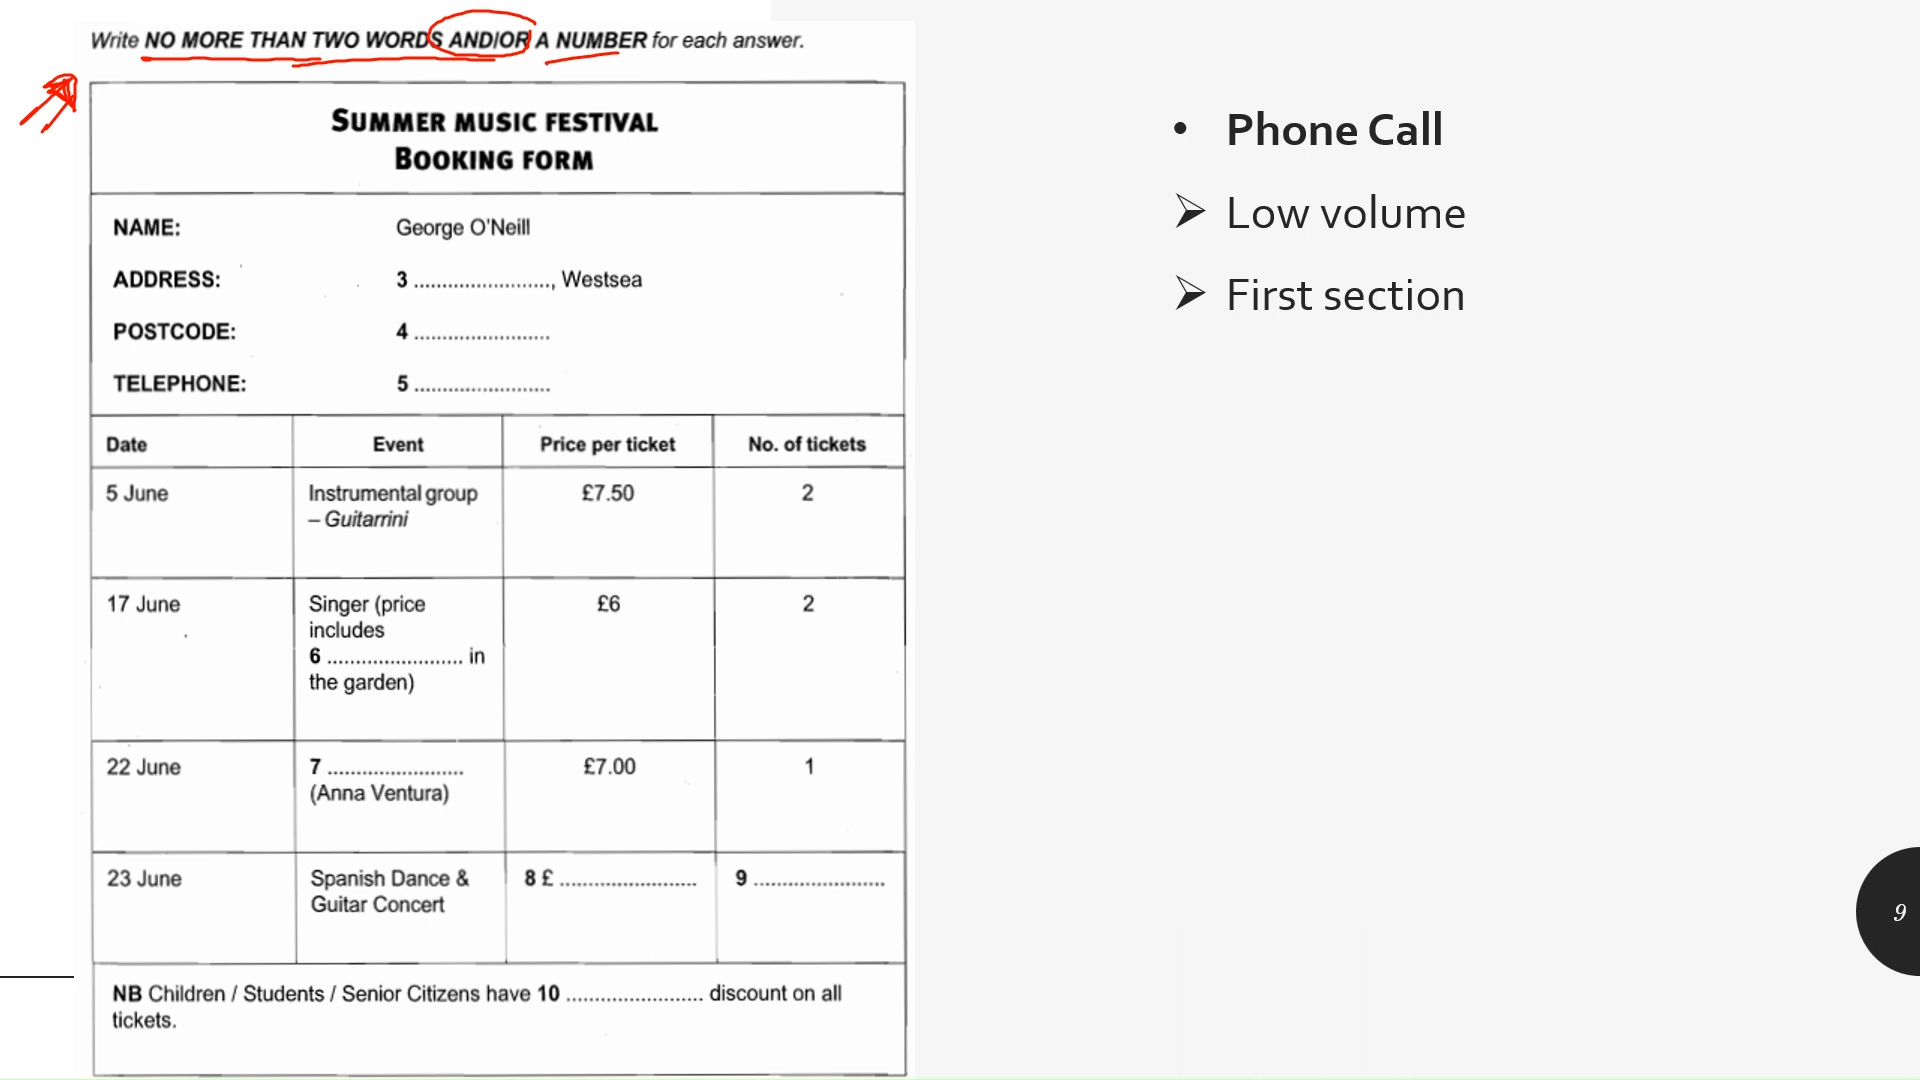 Write NO MORE THAN TWO WORDS AND/OR A NUMBER for each answer.
SUMMER MUSIC FESTIVAL
BOOKING FORM
NAME: George O'Neill
ADDRESS: 3 ........................, Westsea
POSTCODE: 4 ........................
TELEPHONE: 5 ........................
Date Event Price per ticket No. of tickets
5 June Instrumental group £7.50 2
– Guitarrini
17 June Singer (price £6 2
includes
6 ........................ in
the garden)
22 June 7 ........................ £7.00 1
(Anna Ventura)
23 June Spanish Dance & 8 £ ........................ 9 ........................
Guitar Concert
NB Children / Students / Senior Citizens have 10 ........................ discount on all
tickets.
• Phone Call
➢ Low volume
➢ First section
9